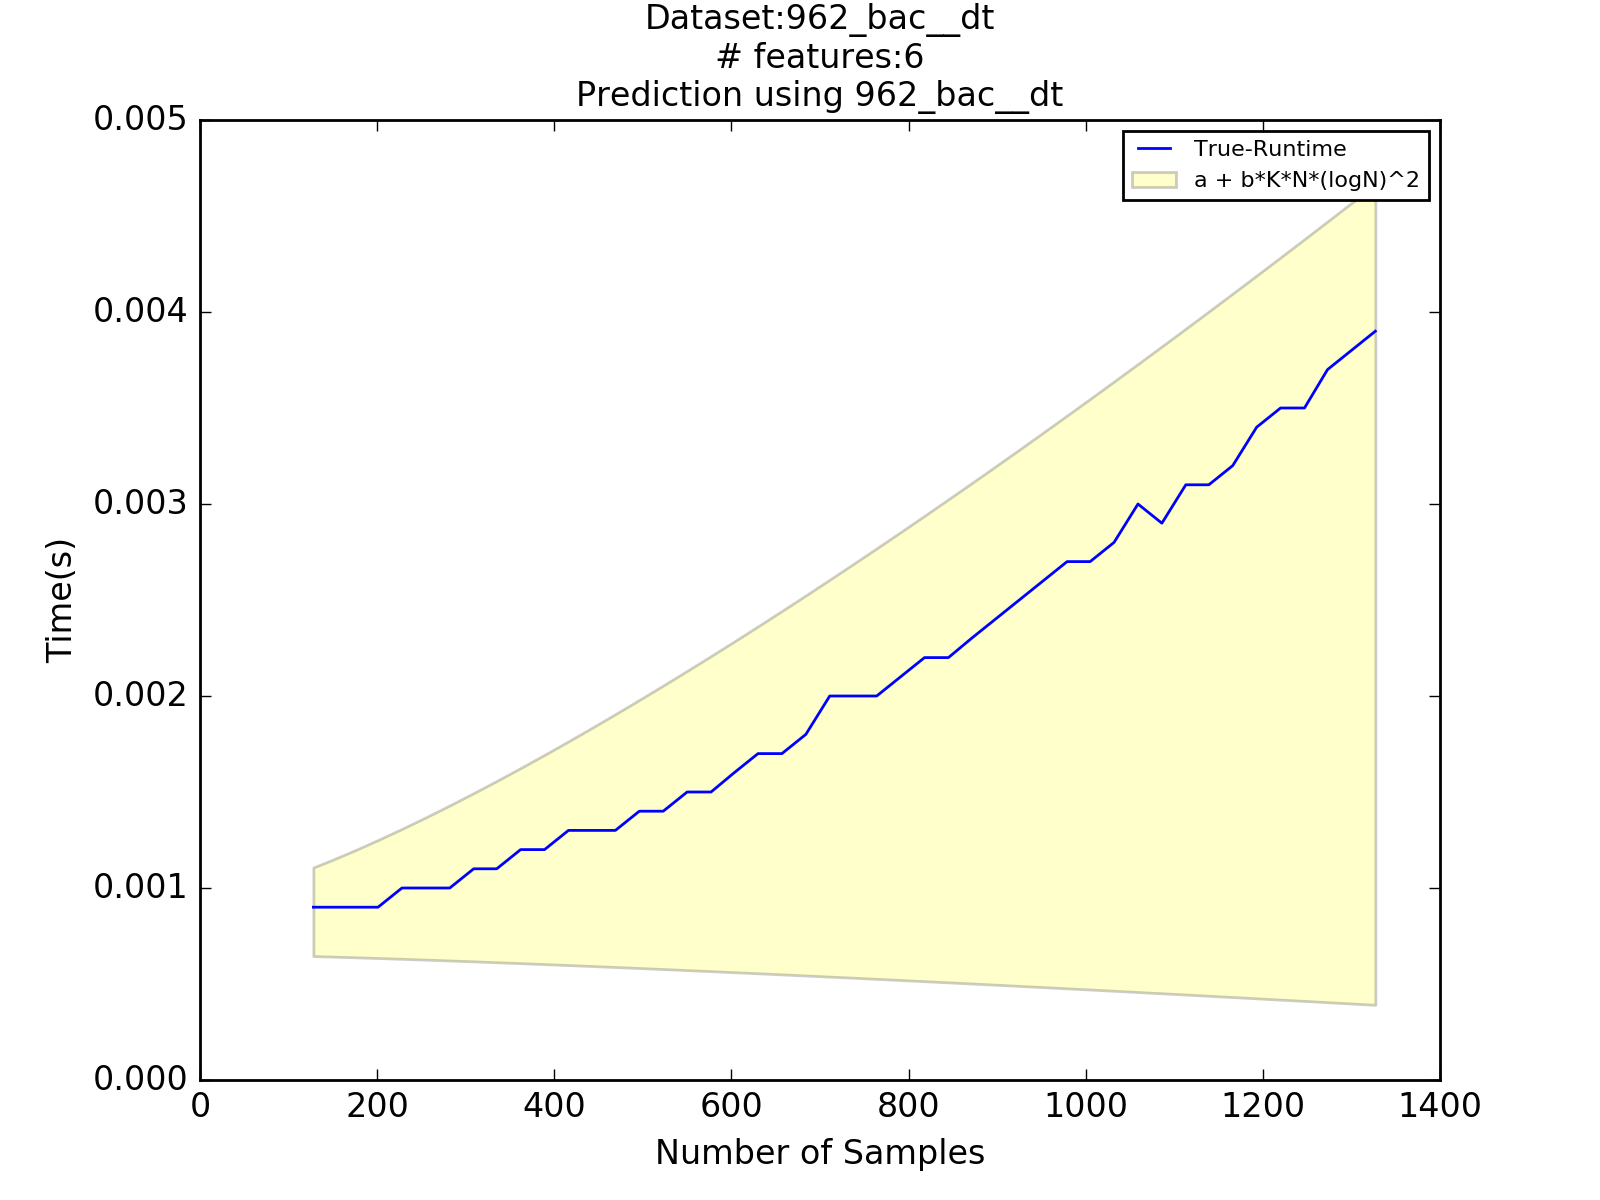 Dataset:962_bac__dt
# features:6
Prediction using 962_bac__dt
True-Runtime
a + b*K*N*(logN)^2
0.005
0.004
0.003
0.002
0.001
0.000
Time(s)
0 200 400 600 800 1000 1200 1400
Number of Samples